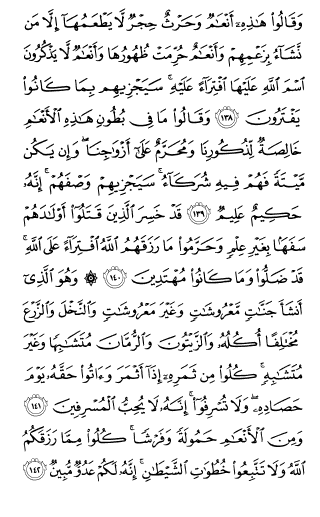 وَقَالُوا۟ هَٰذِهِۦٓ أَنْعَٰمٌ وَحَرْثٌ حِجْرٌ لَّا يَطْعَمُهَآ إِلَّا مَن
نَّشَآءُ بِزَعْمِهِمْ وَأَنْعَٰمٌ حُرِّمَتْ ظُهُورُهَا وَأَنْعَٰمٌ لَّا يَذْكُرُونَ
ٱسْمَ ٱللَّهِ عَلَيْهَا ٱفْتِرَآءً عَلَيْهِ ۚ سَيَجْزِيهِم بِمَا كَانُوا۟
يَفْتَرُونَ ١٣٨ وَقَالُوا۟ مَا فِى بُطُونِ هَٰذِهِ ٱلْأَنْعَٰمِ
خَالِصَةٌ لِّذُكُورِنَا وَمُحَرَّمٌ عَلَىٰٓ أَزْوَٰجِنَا ۖ وَإِن يَكُن
مَّيْتَةً فَهُمْ فِيهِ شُرَكَآءُ ۚ سَيَجْزِيهِمْ وَصْفَهُمْ ۚ إِنَّهُۥ
حَكِيمٌ عَلِيمٌ ١٣٩ قَدْ خَسِرَ ٱلَّذِينَ قَتَلُوٓا۟ أَوْلَٰدَهُمْ
سَفَهًۢا بِغَيْرِ عِلْمٍ وَحَرَّمُوا۟ مَا رَزَقَهُمُ ٱللَّهُ ٱفْتِرَآءً عَلَى ٱللَّهِ ۚ
قَدْ ضَلُّوا۟ وَمَا كَانُوا۟ مُهْتَدِينَ ١٤٠ ۞ وَهُوَ ٱلَّذِىٓ
أَنشَأَ جَنَّٰتٍ مَّعْرُوشَٰتٍ وَغَيْرَ مَعْرُوشَٰتٍ وَٱلنَّخْلَ وَٱلزَّرْعَ
مُخْتَلِفًا أُكُلُهُۥ وَٱلزَّيْتُونَ وَٱلرُّمَّانَ مُتَشَٰبِهًا وَغَيْرَ
مُتَشَٰبِهٍ ۚ كُلُوا۟ مِن ثَمَرِهِۦٓ إِذَآ أَثْمَرَ وَءَاتُوا۟ حَقَّهُۥ يَوْمَ
حَصَادِهِۦ ۖ وَلَا تُسْرِفُوٓا۟ ۚ إِنَّهُۥ لَا يُحِبُّ ٱلْمُسْرِفِينَ ١٤١
وَمِنَ ٱلْأَنْعَٰمِ حَمُولَةً وَفَرْشًا ۚ كُلُوا۟ مِمَّا رَزَقَكُمُ
ٱللَّهُ وَلَا تَتَّبِعُوا۟ خُطُوَٰتِ ٱلشَّيْطَٰنِ ۚ إِنَّهُۥ لَكُمْ عَدُوٌّ مُّبِينٌ ١٤٢